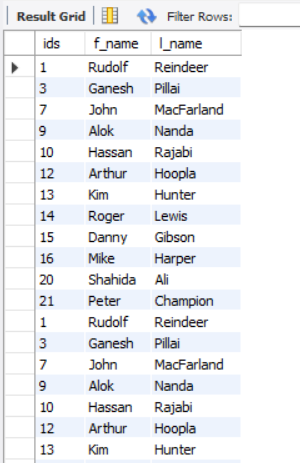 Result Grid Filter Rows:
ids f_name l_name
1 Rudolf Reindeer
3 Ganesh Pillai
7 John MacFarland
9 Alok Nanda
10 Hassan Rajabi
12 Arthur Hoopla
13 Kim Hunter
14 Roger Lewis
15 Danny Gibson
16 Mike Harper
20 Shahida Ali
21 Peter Champion
1 Rudolf Reindeer
3 Ganesh Pillai
7 John MacFarland
9 Alok Nanda
10 Hassan Rajabi
12 Arthur Hoopla
13 Kim Hunter